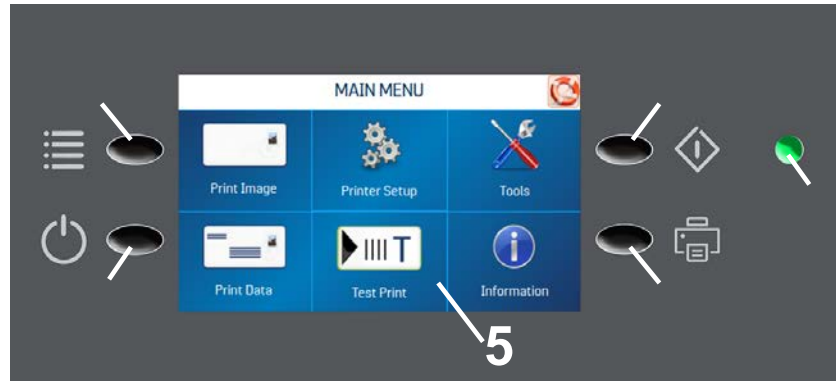 MAIN MENU
Print Image
Printer Setup
Tools
T
Print Data
Test Print
Information
5